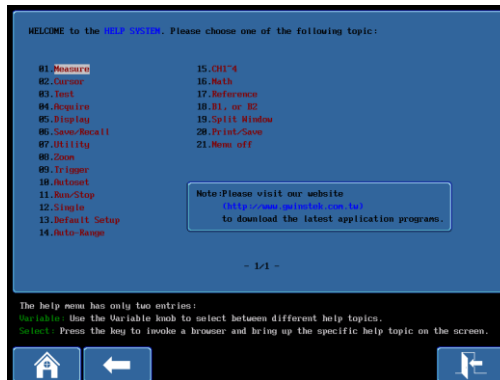 WELCOME to the HELP SYSTEM. Please choose one of the following topic:
01.Measure
02.Cursor
03.Test
04.Acquire
05.Display
06.Save/Recall
07.Utility
08.Zoom
09.Trigger
10.Autoset
11.Run/Stop
12.Single
13.Default Setup
14.Auto-Range
15.CH1~4
16.Math
17.Reference
18.B1, or B2
19.Split Window
20.Print/Save
21.Menu off
Note:Please visit our website
(http://www.gwinstek.com.tw)
to download the latest application programs.
- 1/1 -
The help menu has only two entries:
Variable: Use the Variable knob to select between different help topics.
Select: Press the key to invoke a browser and bring up the specific help topic on the screen.